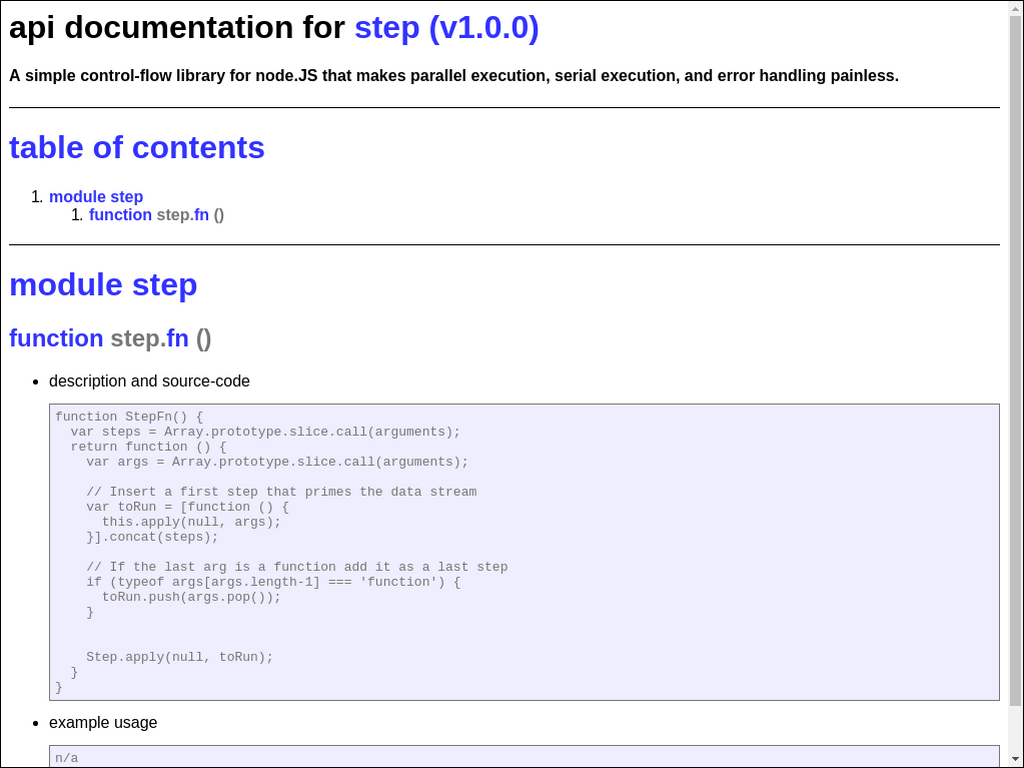 api documentation for step (v1.0.0)
A simple control-flow library for node.JS that makes parallel execution, serial execution, and error handling painless.
table of contents
1. module step
1. function step.fn ()
module step
function step.fn ()
• description and source-code
function StepFn() {
  var steps = Array.prototype.slice.call(arguments);
  return function () {
    var args = Array.prototype.slice.call(arguments);

    // Insert a first step that primes the data stream
    var toRun = [function () {
      this.apply(null, args);
    }].concat(steps);

    // If the last arg is a function add it as a last step
    if (typeof args[args.length-1] === 'function') {
      toRun.push(args.pop());
    }


    Step.apply(null, toRun);
  }
}
• example usage
n/a